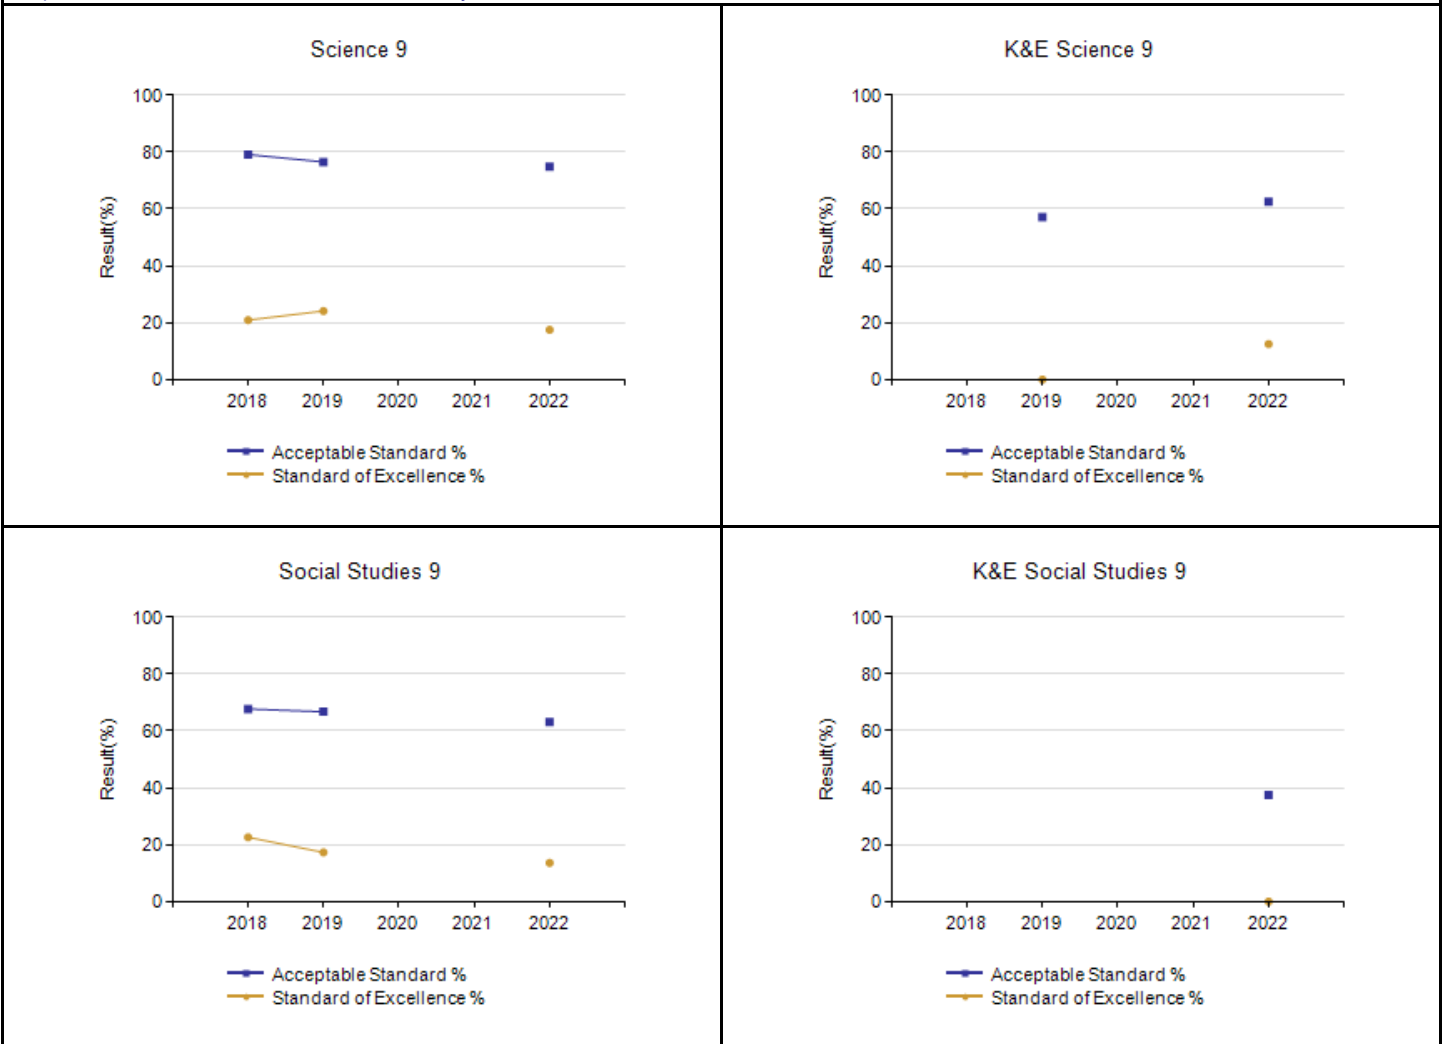 Science 9
100
80
60
40
20
0
Result(%)
2018 2019 2020 2021 2022
Acceptable Standard %
Standard of Excellence %
K&E Science 9
100
80
60
40
20
0
Result(%)
2018 2019 2020 2021 2022
Acceptable Standard %
Standard of Excellence %
Social Studies 9
100
80
60
40
20
0
Result(%)
2018 2019 2020 2021 2022
Acceptable Standard %
Standard of Excellence %
K&E Social Studies 9
100
80
60
40
20
0
Result(%)
2018 2019 2020 2021 2022
Acceptable Standard %
Standard of Excellence %